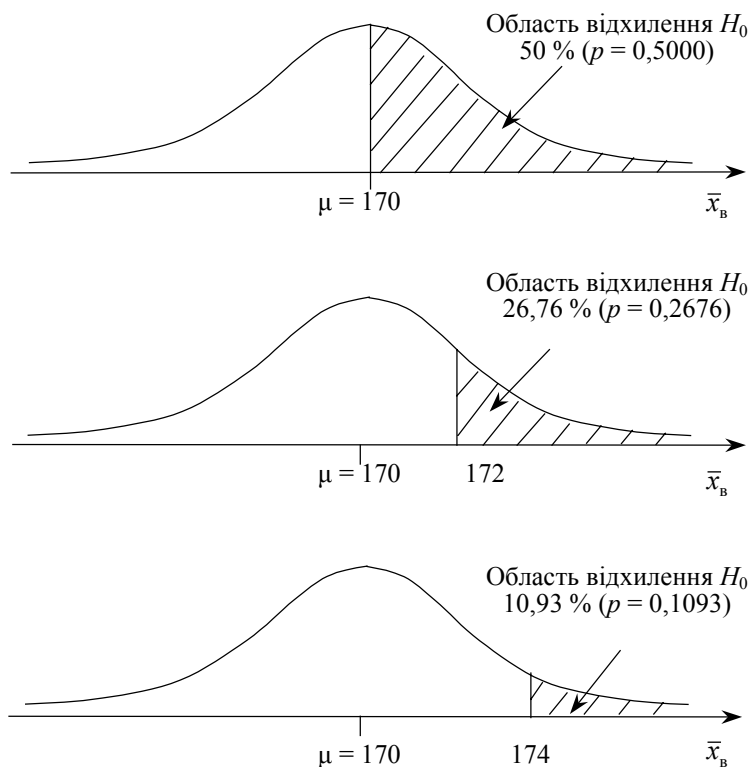 Область відхилення H₀
50 % (p = 0,5000)
μ = 170
x̅в
Область відхилення H₀
26,76 % (p = 0,2676)
μ = 170
172
x̅в
Область відхилення H₀
10,93 % (p = 0,1093)
μ = 170
174
x̅в